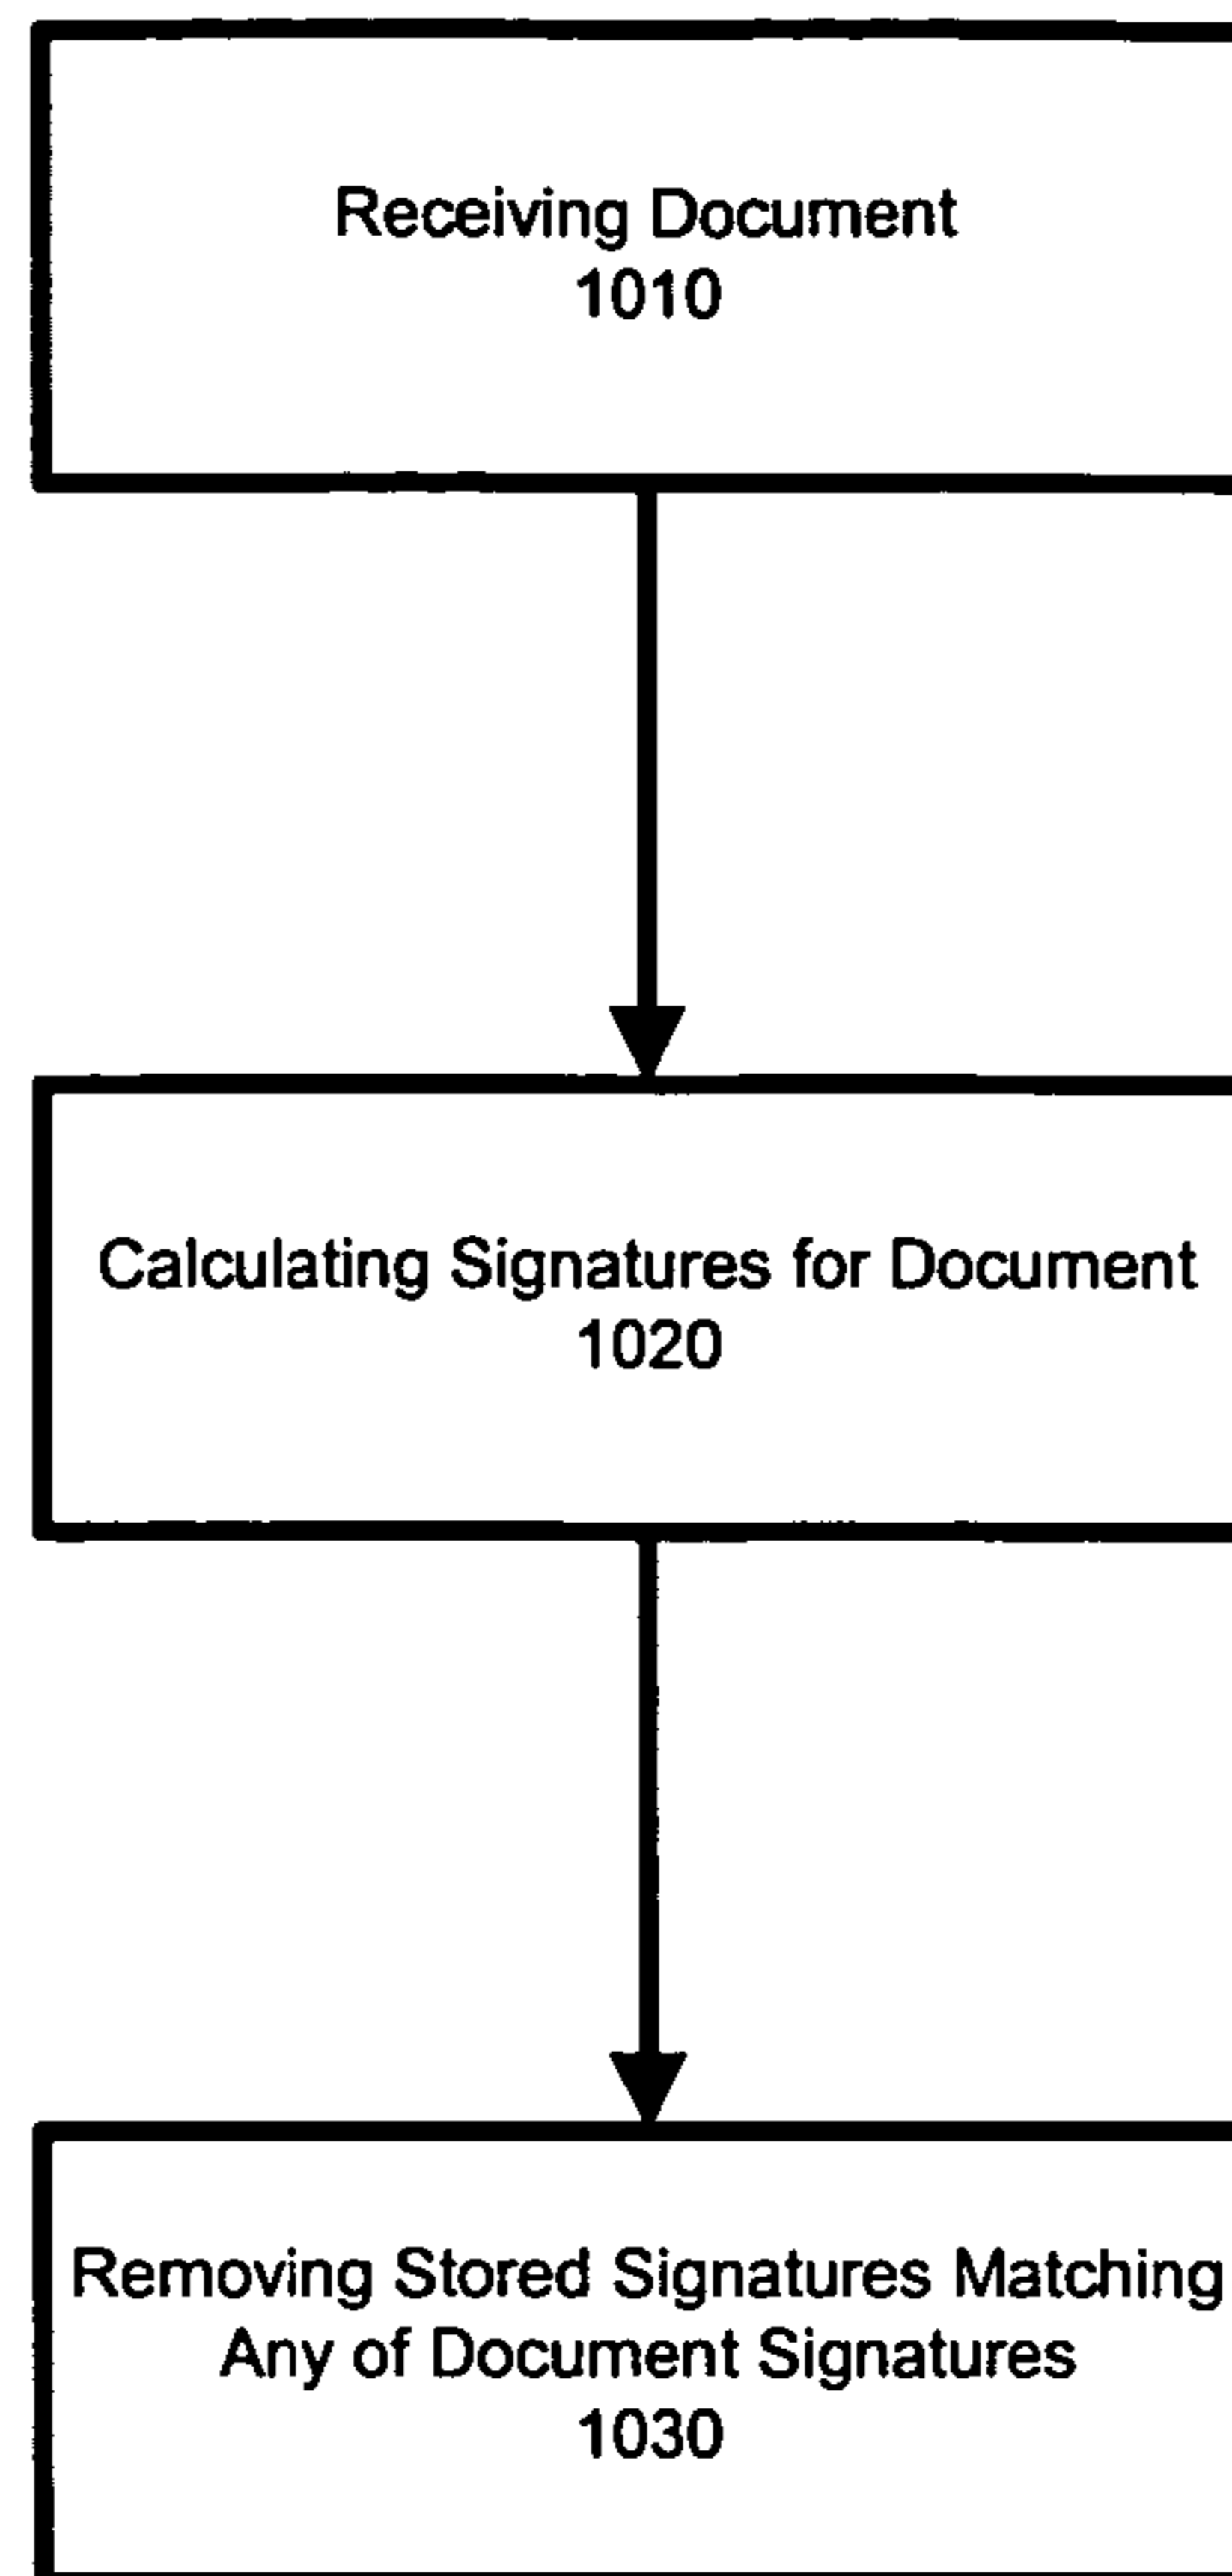 Receiving Document
1010
Calculating Signatures for Document
1020
Removing Stored Signatures Matching
Any of Document Signatures
1030